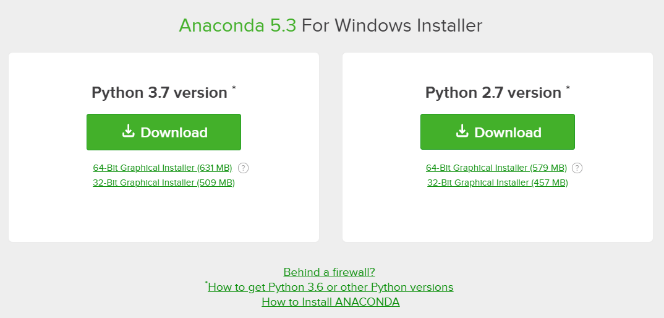 Anaconda 5.3 For Windows Installer
Python 3.7 version *
Download
64-Bit Graphical Installer (631 MB) ?
32-Bit Graphical Installer (509 MB)
Python 2.7 version *
Download
64-Bit Graphical Installer (579 MB) ?
32-Bit Graphical Installer (457 MB)
Behind a firewall?
*How to get Python 3.6 or other Python versions
How to Install ANACONDA